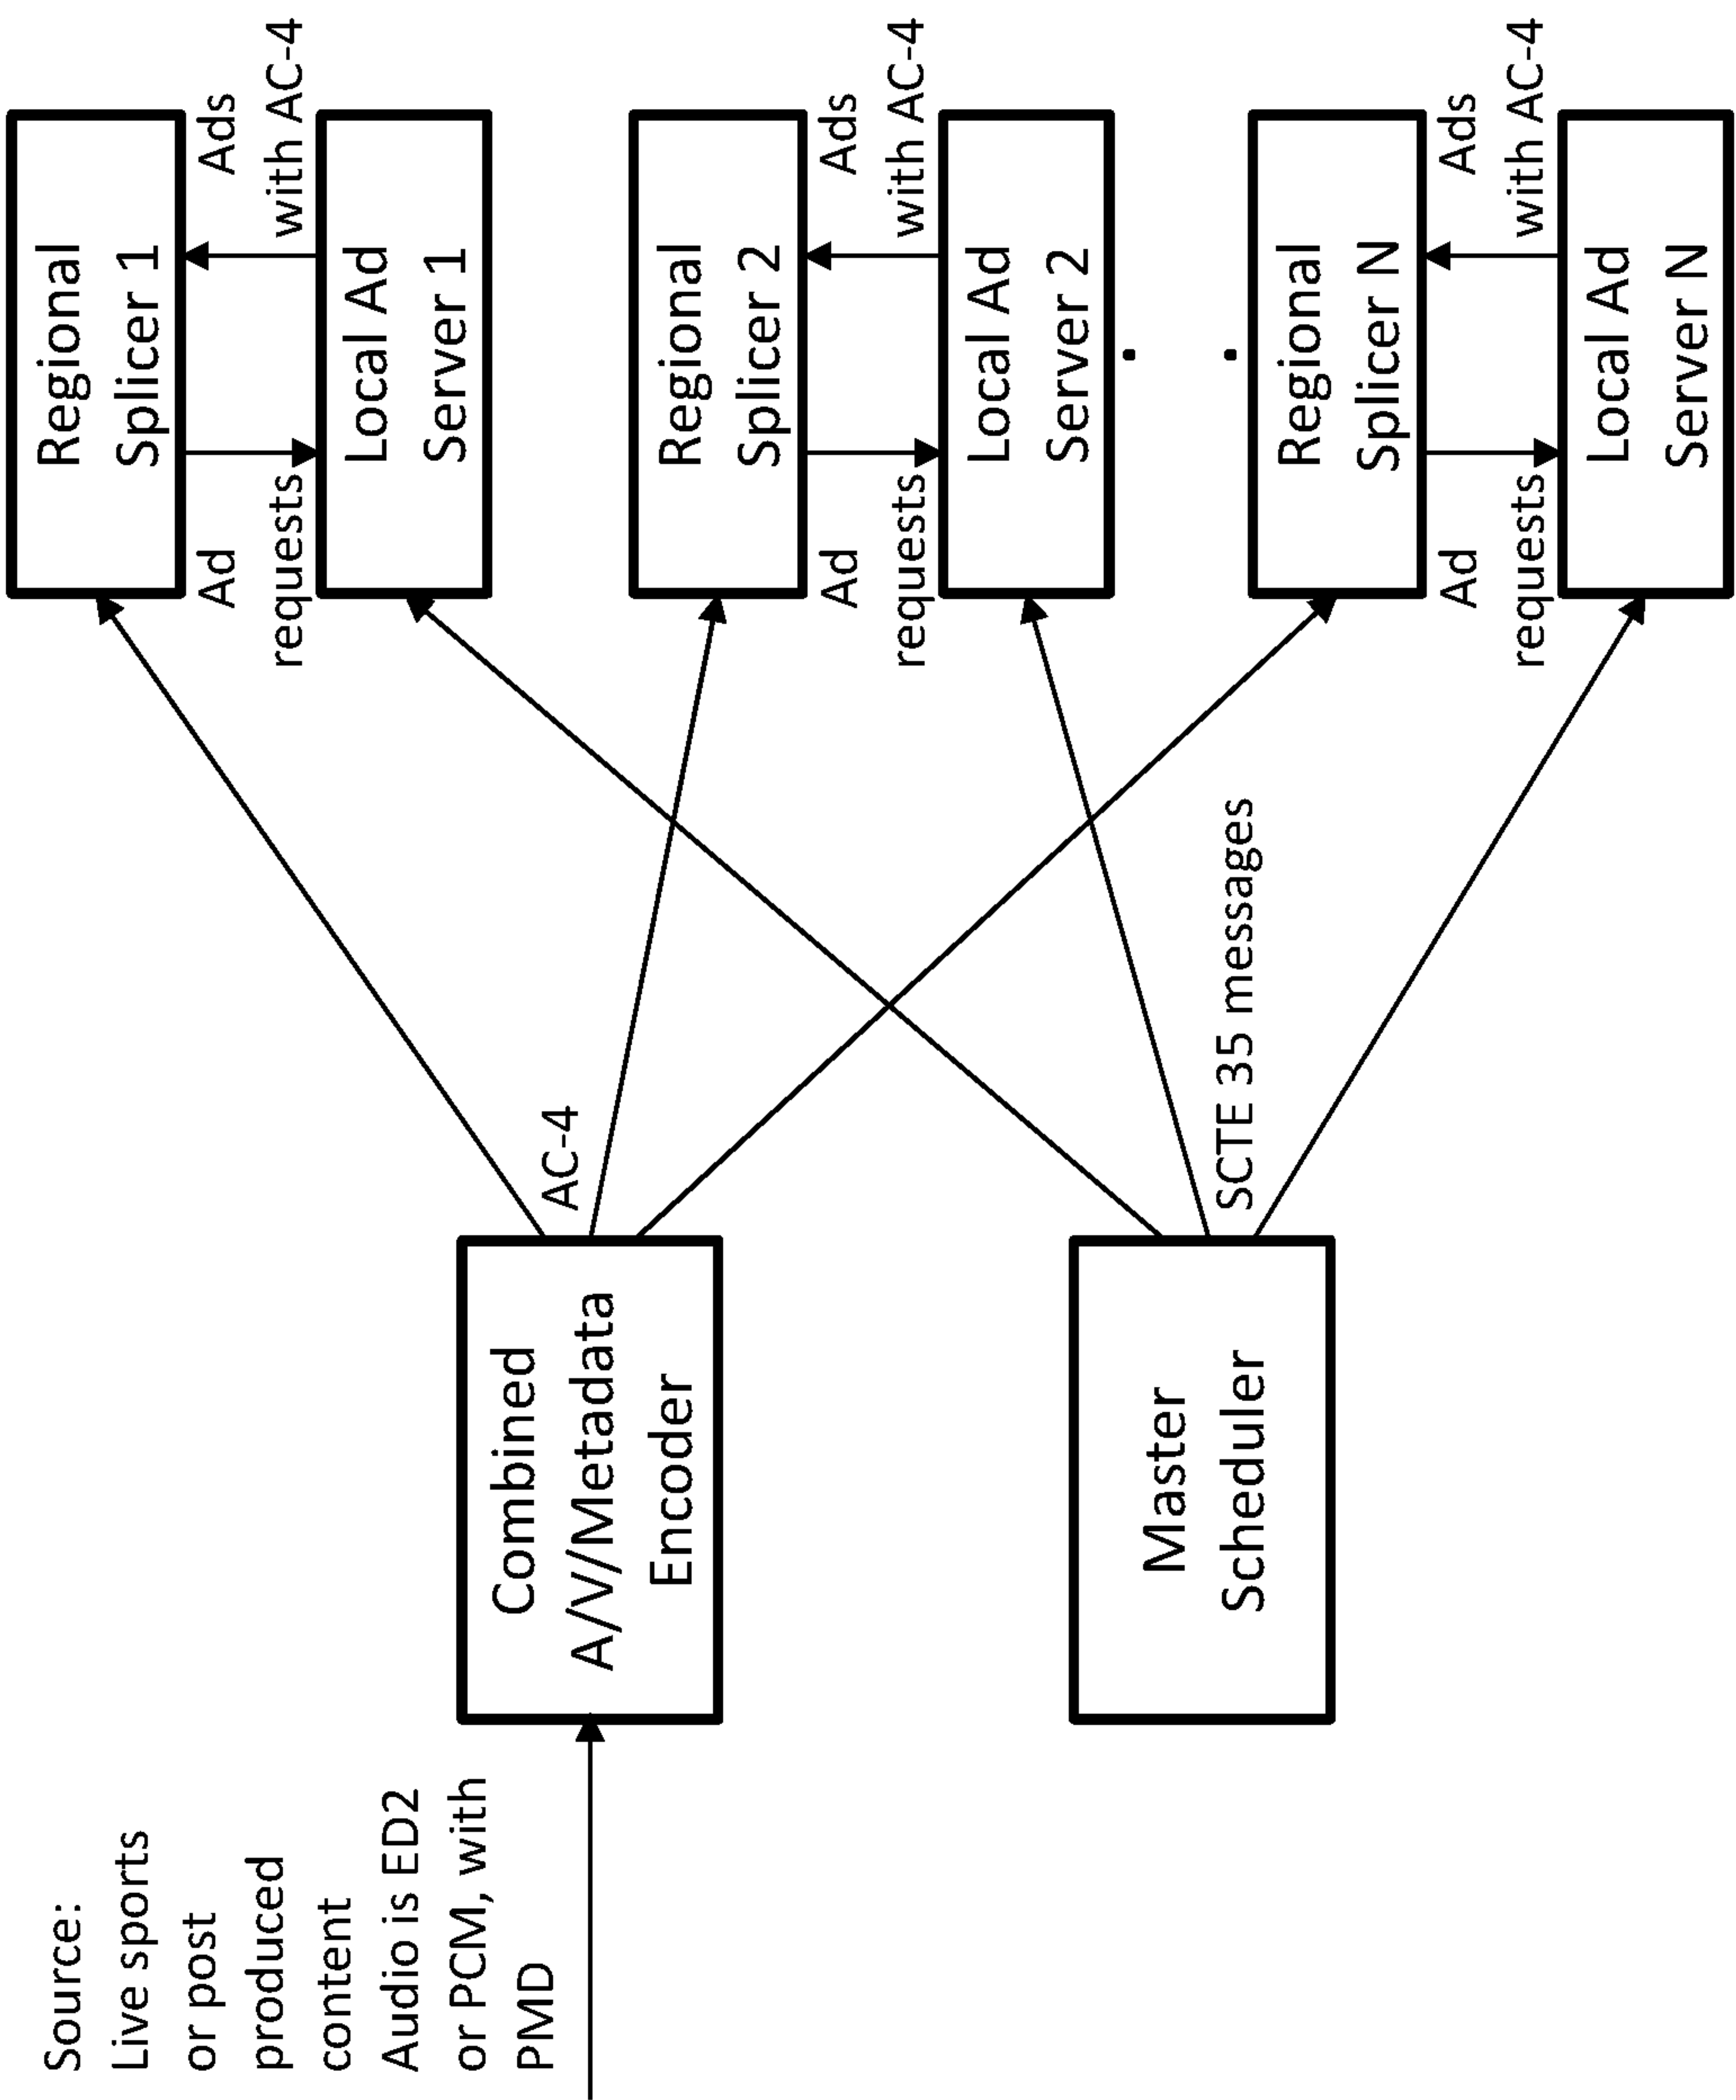 Source:
Live sports
or post
produced
content
Audio is ED2
or PCM, with
PMD
Combined
A/V/Metadata
Encoder
AC-4
Master
Scheduler
SCTE 35 messages
Regional
Splicer 1
Ad
requests
Ads
with AC-4
Local Ad
Server 1
Regional
Splicer 2
Ad
requests
Ads
with AC-4
Local Ad
Server 2
.
.
Regional
Splicer N
Ad
requests
Ads
with AC-4
Local Ad
Server N